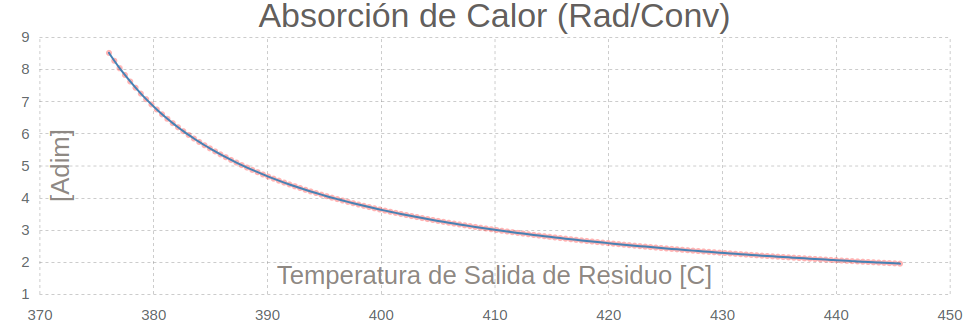 Absorción de Calor (Rad/Conv)
9
8
7
6
5
4
3
2
1
[Adim]
Temperatura de Salida de Residuo [C]
370 380 390 400 410 420 430 440 450